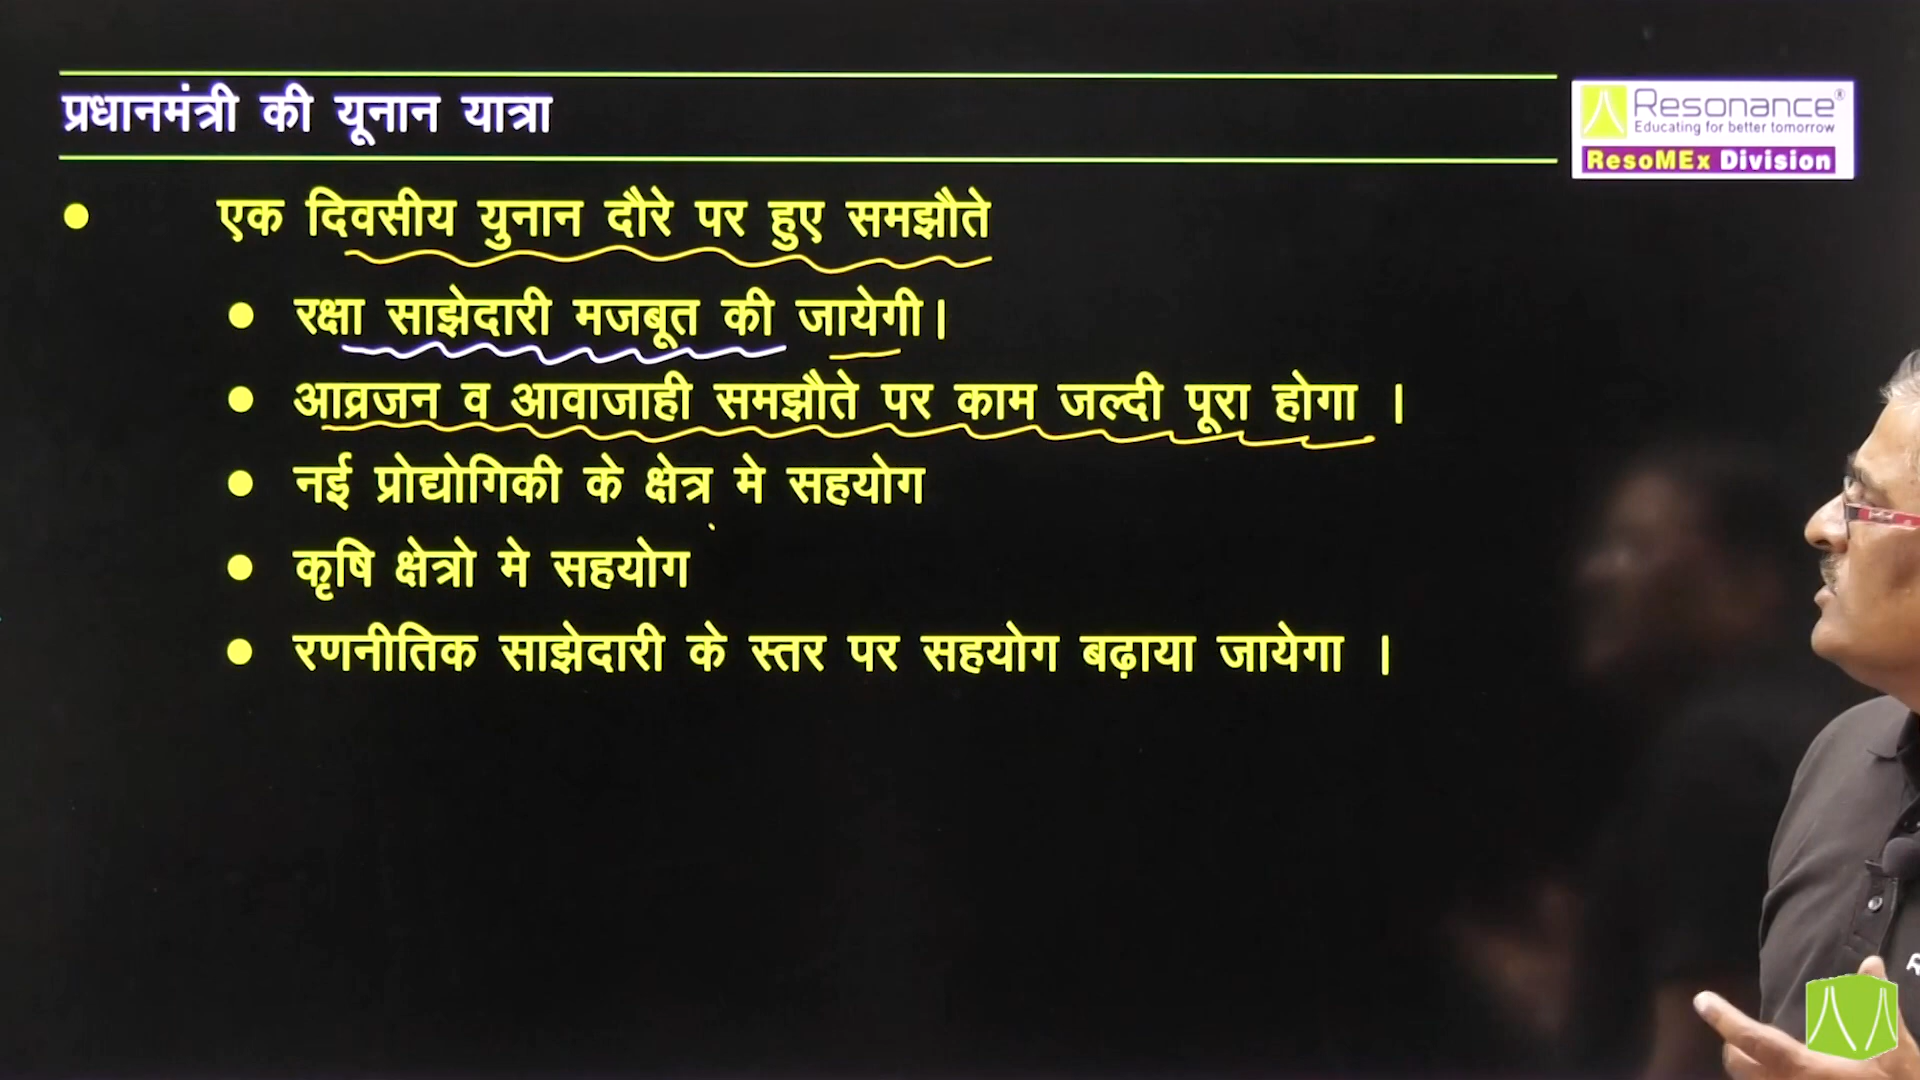 प्रधानमंत्री की यूनान यात्रा
Resonance®
Educating for better tomorrow
ResoMEx Division
• एक दिवसीय युनान दौरे पर हुए समझौते
• रक्षा साझेदारी मजबूत की जायेगी।
• आव्रजन व आवाजाही समझौते पर काम जल्दी पूरा होगा ।
• नई प्रोद्योगिकी के क्षेत्र मे सहयोग
• कृषि क्षेत्रो मे सहयोग
• रणनीतिक साझेदारी के स्तर पर सहयोग बढ़ाया जायेगा ।